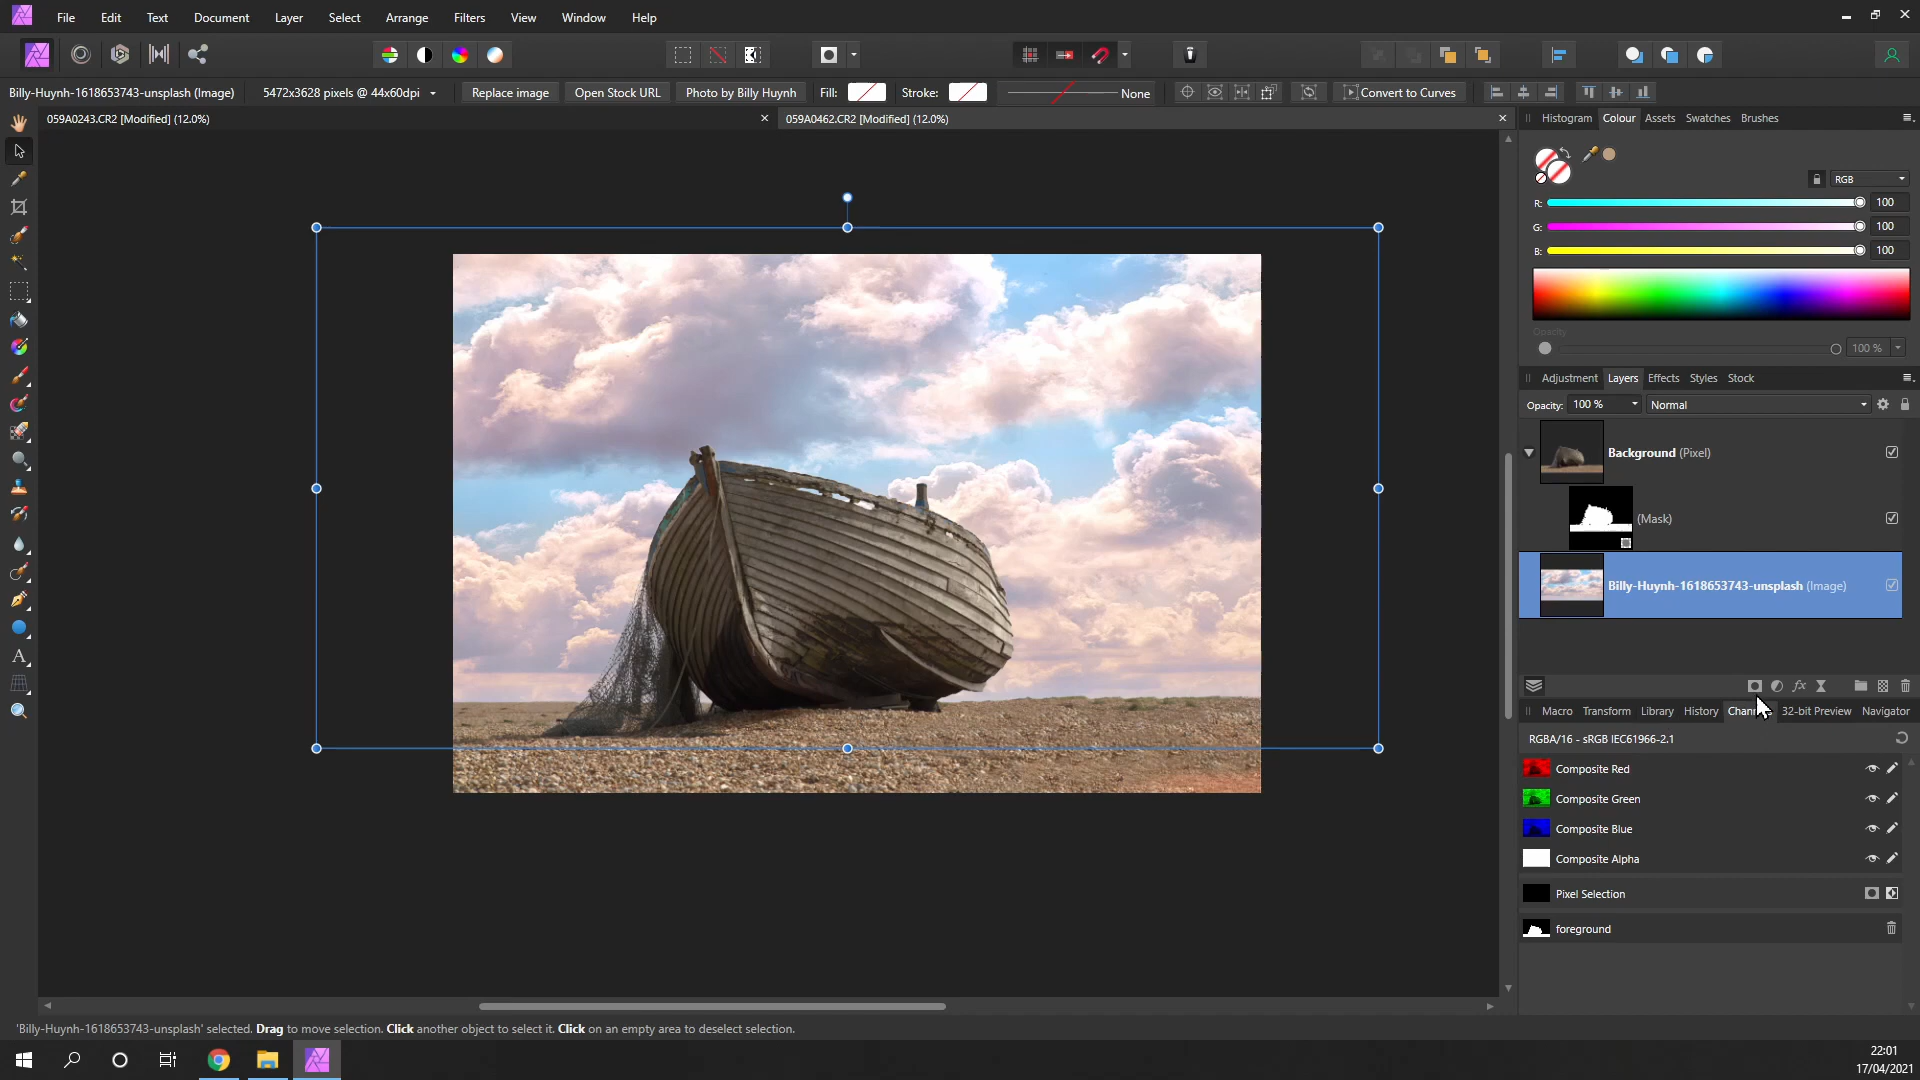 File Edit Text Document Layer Select Arrange Filters View Window Help
Billy-Huynh-1618653743-unsplash (Image) 5472x3628 pixels @ 44x60dpi Replace image Open Stock URL Photo by Billy Huynh Fill: Stroke: None Convert to Curves
059A0243.CR2 [Modified] (12.0%) 059A0462.CR2 [Modified] (12.0%)
Histogram Colour Assets Swatches Brushes
RGB
R: 100
G: 100
B: 100
Opacity
100 %
Adjustment Layers Effects Styles Stock
Opacity: 100 % Normal
Background (Pixel)
(Mask)
Billy-Huynh-1618653743-unsplash (Image)
Macro Transform Library History 32-bit Preview Navigator
RGBA/16 - sRGB IEC61966-2.1
Composite Red
Composite Green
Composite Blue
Composite Alpha
Pixel Selection
foreground
'Billy-Huynh-1618653743-unsplash' selected. Drag to move selection. Click another object to select it. Click on an empty area to deselect selection.
22:01
17/04/2021